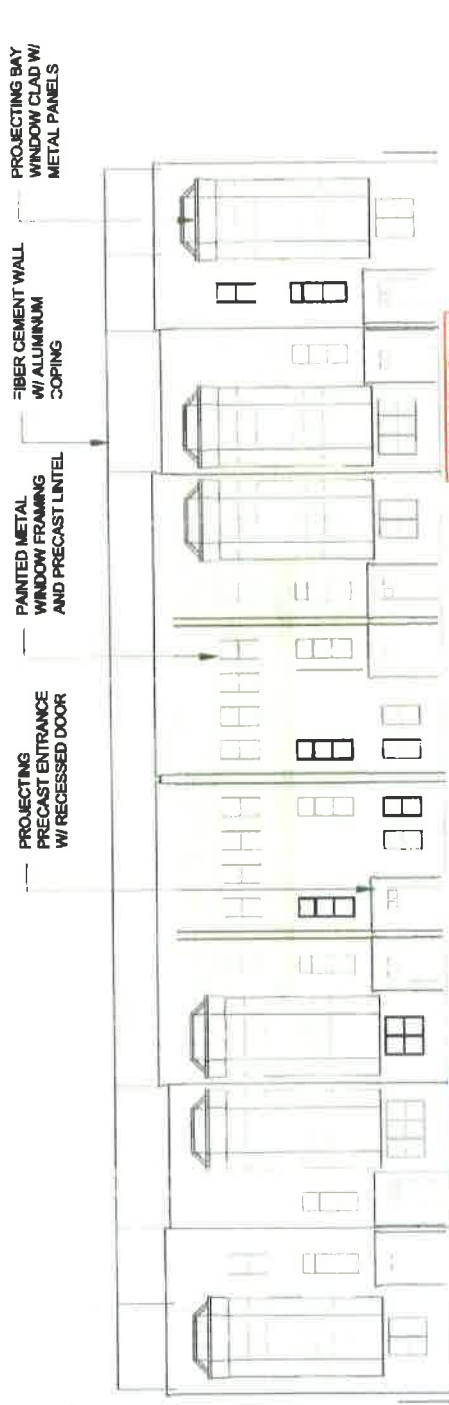 PROJECTING
PRECAST ENTRANCE
W/ RECESSED DOOR
PAINTED METAL
WINDOW FRAMING
AND PRECAST LINTEL
FIBER CEMENT WALL
W/ ALUMINUM
COPING
PROJECTING BAY
WINDOW CLAD W/
METAL PANELS